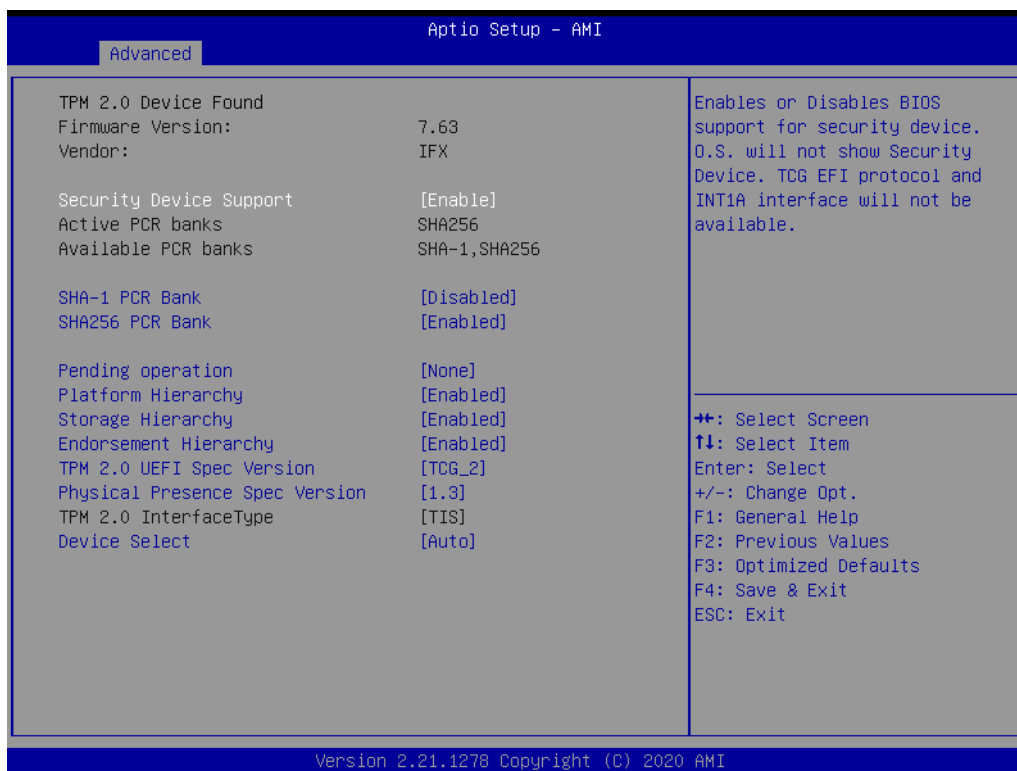 Aptio Setup – AMI
Advanced
TPM 2.0 Device Found
Firmware Version: 7.63
Vendor: IFX
Security Device Support [Enable]
Active PCR banks SHA256
Available PCR banks SHA-1,SHA256
SHA-1 PCR Bank [Disabled]
SHA256 PCR Bank [Enabled]
Pending operation [None]
Platform Hierarchy [Enabled]
Storage Hierarchy [Enabled]
Endorsement Hierarchy [Enabled]
TPM 2.0 UEFI Spec Version [TCG_2]
Physical Presence Spec Version [1.3]
TPM 2.0 InterfaceType [TIS]
Device Select [Auto]
Enables or Disables BIOS
support for security device.
O.S. will not show Security
Device. TCG EFI protocol and
INT1A interface will not be
available.
→←: Select Screen
↑↓: Select Item
Enter: Select
+/-: Change Opt.
F1: General Help
F2: Previous Values
F3: Optimized Defaults
F4: Save & Exit
ESC: Exit
Version 2.21.1278 Copyright (C) 2020 AMI